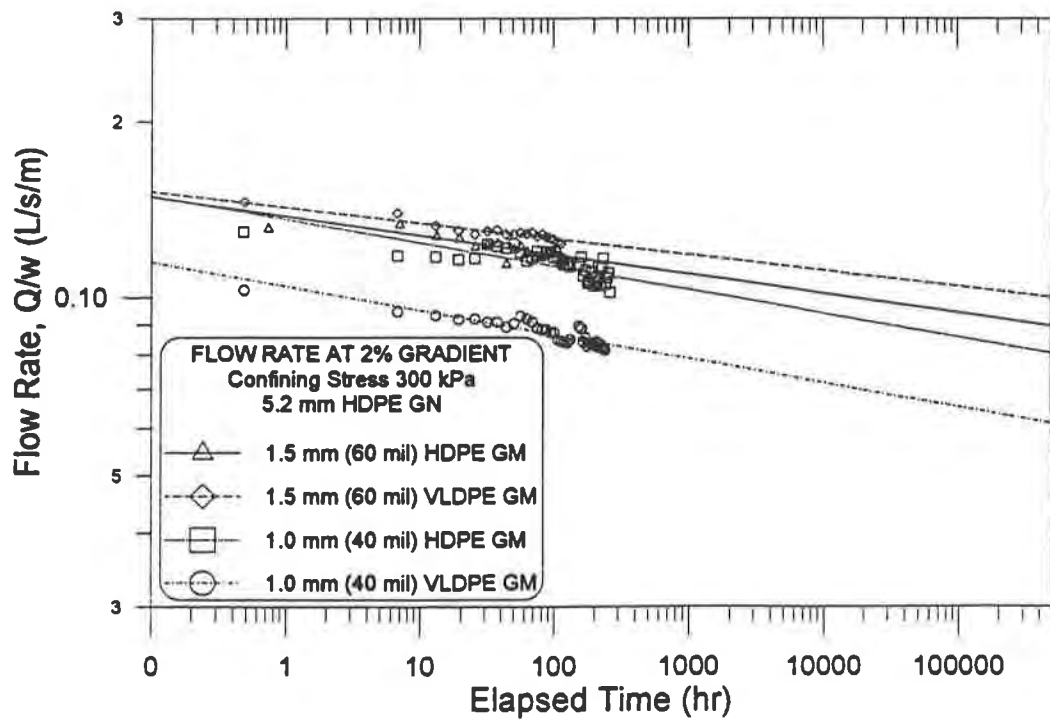 3
2
0.10
5
3
Flow Rate, Q/w (L/s/m)
FLOW RATE AT 2% GRADIENT
Confining Stress 300 kPa
5.2 mm HDPE GN
1.5 mm (60 mil) HDPE GM
1.5 mm (60 mil) VLDPE GM
1.0 mm (40 mil) HDPE GM
1.0 mm (40 mil) VLDPE GM
0 1 10 100 1000 10000 100000
Elapsed Time (hr)